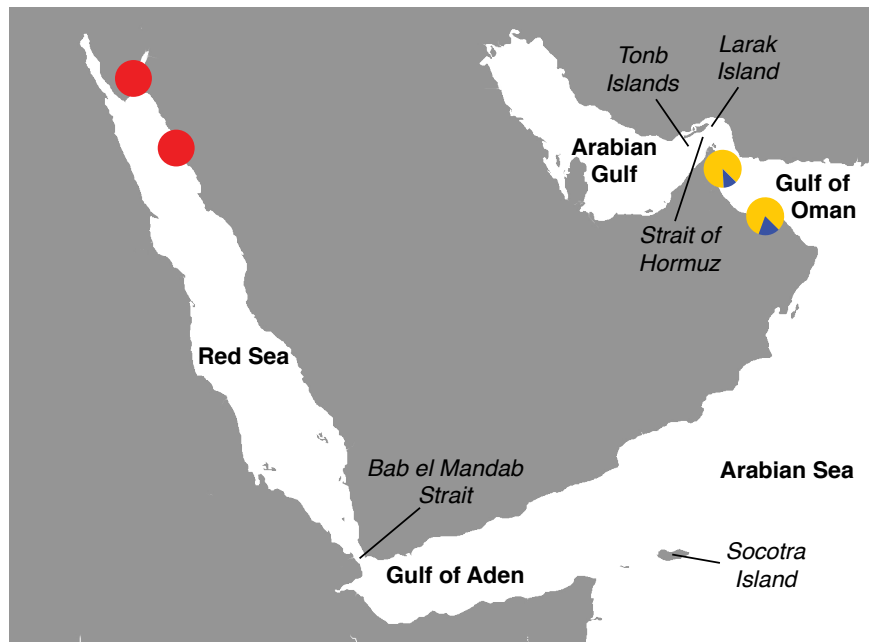 Tonb
Islands
Larak
Island
Arabian
Gulf
Gulf of
Oman
Strait of
Hormuz
Red Sea
Bab el Mandab
Strait
Arabian Sea
Gulf of Aden
Socotra
Island